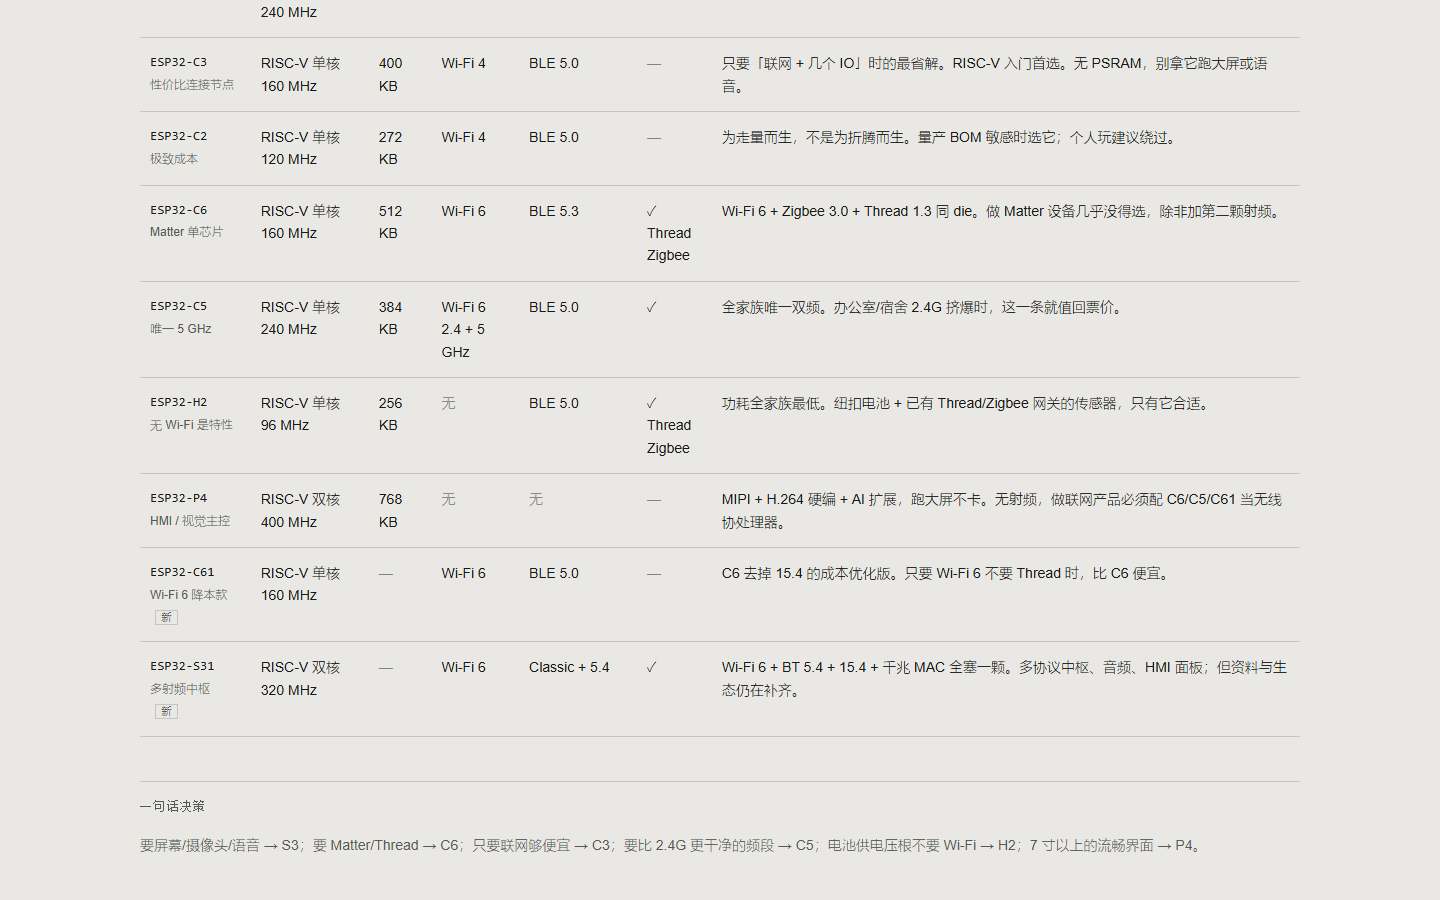 240 MHz
ESP32-C3 RISC-V 单核 400 Wi-Fi 4 BLE 5.0 — 只要「联网 + 几个 IO」时的最省解。RISC-V 入门首选。无 PSRAM，别拿它跑大屏或语
性价比连接节点 160 MHz KB 音。
ESP32-C2 RISC-V 单核 272 Wi-Fi 4 BLE 5.0 — 为走量而生，不是为折腾而生。量产 BOM 敏感时选它；个人玩建议绕过。
极致成本 120 MHz KB
ESP32-C6 RISC-V 单核 512 Wi-Fi 6 BLE 5.3 ✓ Wi-Fi 6 + Zigbee 3.0 + Thread 1.3 同 die。做 Matter 设备几乎没得选，除非加第二颗射频。
Matter 单芯片 160 MHz KB Thread
Zigbee
ESP32-C5 RISC-V 单核 384 Wi-Fi 6 BLE 5.0 ✓ 全家族唯一双频。办公室/宿舍 2.4G 挤爆时，这一条就值回票价。
唯一 5 GHz 240 MHz KB 2.4 + 5
GHz
ESP32-H2 RISC-V 单核 256 无 BLE 5.0 ✓ 功耗全家族最低。纽扣电池 + 已有 Thread/Zigbee 网关的传感器，只有它合适。
无 Wi-Fi 是特性 96 MHz KB Thread
Zigbee
ESP32-P4 RISC-V 双核 768 无 无 — MIPI + H.264 硬编 + AI 扩展，跑大屏不卡。无射频，做联网产品必须配 C6/C5/C61 当无线
HMI / 视觉主控 400 MHz KB 协处理器。
ESP32-C61 RISC-V 单核 — Wi-Fi 6 BLE 5.0 — C6 去掉 15.4 的成本优化版。只要 Wi-Fi 6 不要 Thread 时，比 C6 便宜。
Wi-Fi 6 降本款 160 MHz
新
ESP32-S31 RISC-V 双核 — Wi-Fi 6 Classic + 5.4 ✓ Wi-Fi 6 + BT 5.4 + 15.4 + 千兆 MAC 全塞一颗。多协议中枢、音频、HMI 面板；但资料与生
多射频中枢 320 MHz 态仍在补齐。
新
一句话决策
要屏幕/摄像头/语音 → S3；要 Matter/Thread → C6；只要联网够便宜 → C3；要比 2.4G 更干净的频段 → C5；电池供电压根不要 Wi-Fi → H2；7 寸以上的流畅界面 → P4。